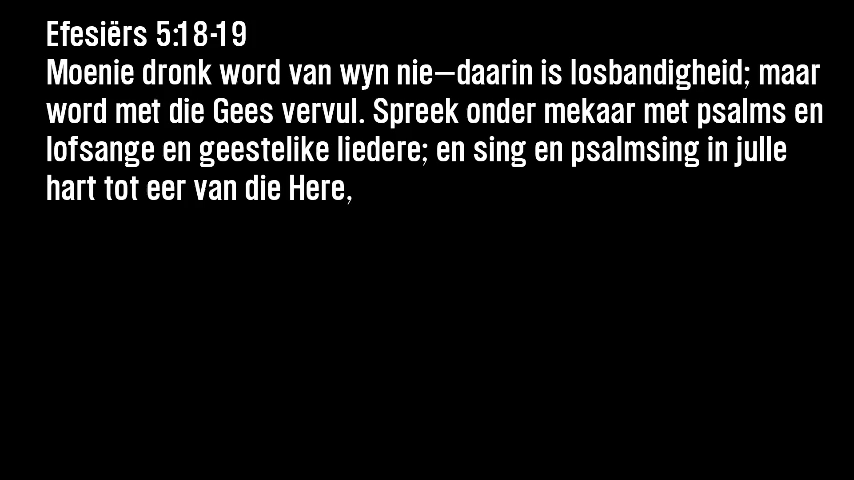 Efesiërs 5:18-19
Moenie dronk word van wyn nie—daarin is losbandigheid; maar
word met die Gees vervul. Spreek onder mekaar met psalms en
lofsange en geestelike liedere; en sing en psalmsing in julle
hart tot eer van die Here,